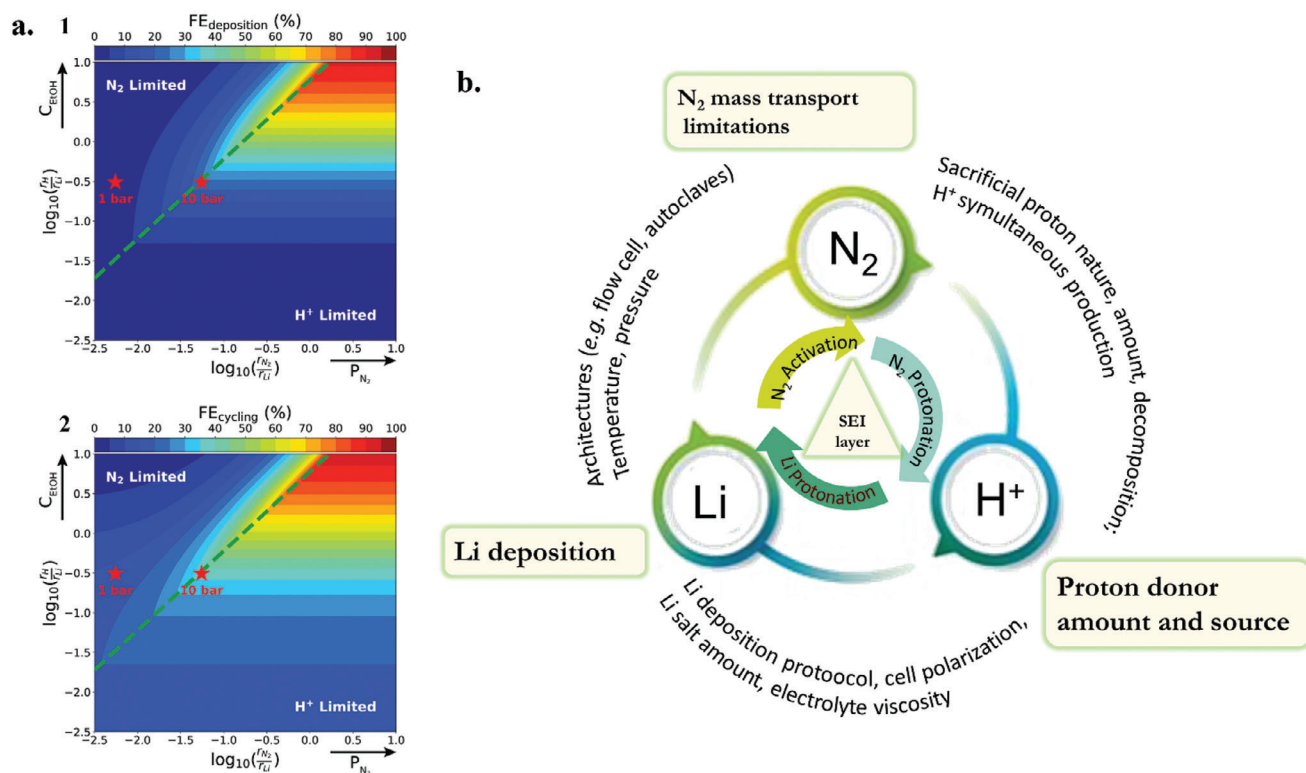 a.
1
FEdeposition (%)
0 10 20 30 40 50 60 70 80 90 100
N2 Limited
CEtOH
1.0
0.5
0.0
−0.5
−1.0
−1.5
−2.0
−2.5
log10(rH/rLi)
1 bar
10 bar
H+ Limited
−2.5 −2.0 −1.5 −1.0 −0.5 0.0 0.5 1.0
log10(rN2/rLi)
PN2
2
FEcycling (%)
0 10 20 30 40 50 60 70 80 90 100
N2 Limited
CEtOH
1.0
0.5
0.0
−0.5
−1.0
−1.5
−2.0
−2.5
log10(rH/rLi)
1 bar
10 bar
H+ Limited
−2.5 −2.0 −1.5 −1.0 −0.5 0.0 0.5 1.0
log10(rN2/rLi)
PN2
b.
N2 mass transport
limitations
Architectures (e.g. flow cell, autoclaves)
Temperature, pressure
Sacrificial proton nature, amount, decomposition;
H+ symultaneous production
N2
N2 Activation
N2 Protonation
SEI
layer
Li Protonation
Li
H+
Li deposition
Proton donor
amount and source
Li deposition protoocol, cell polarization,
Li salt amount, electrolyte viscosity